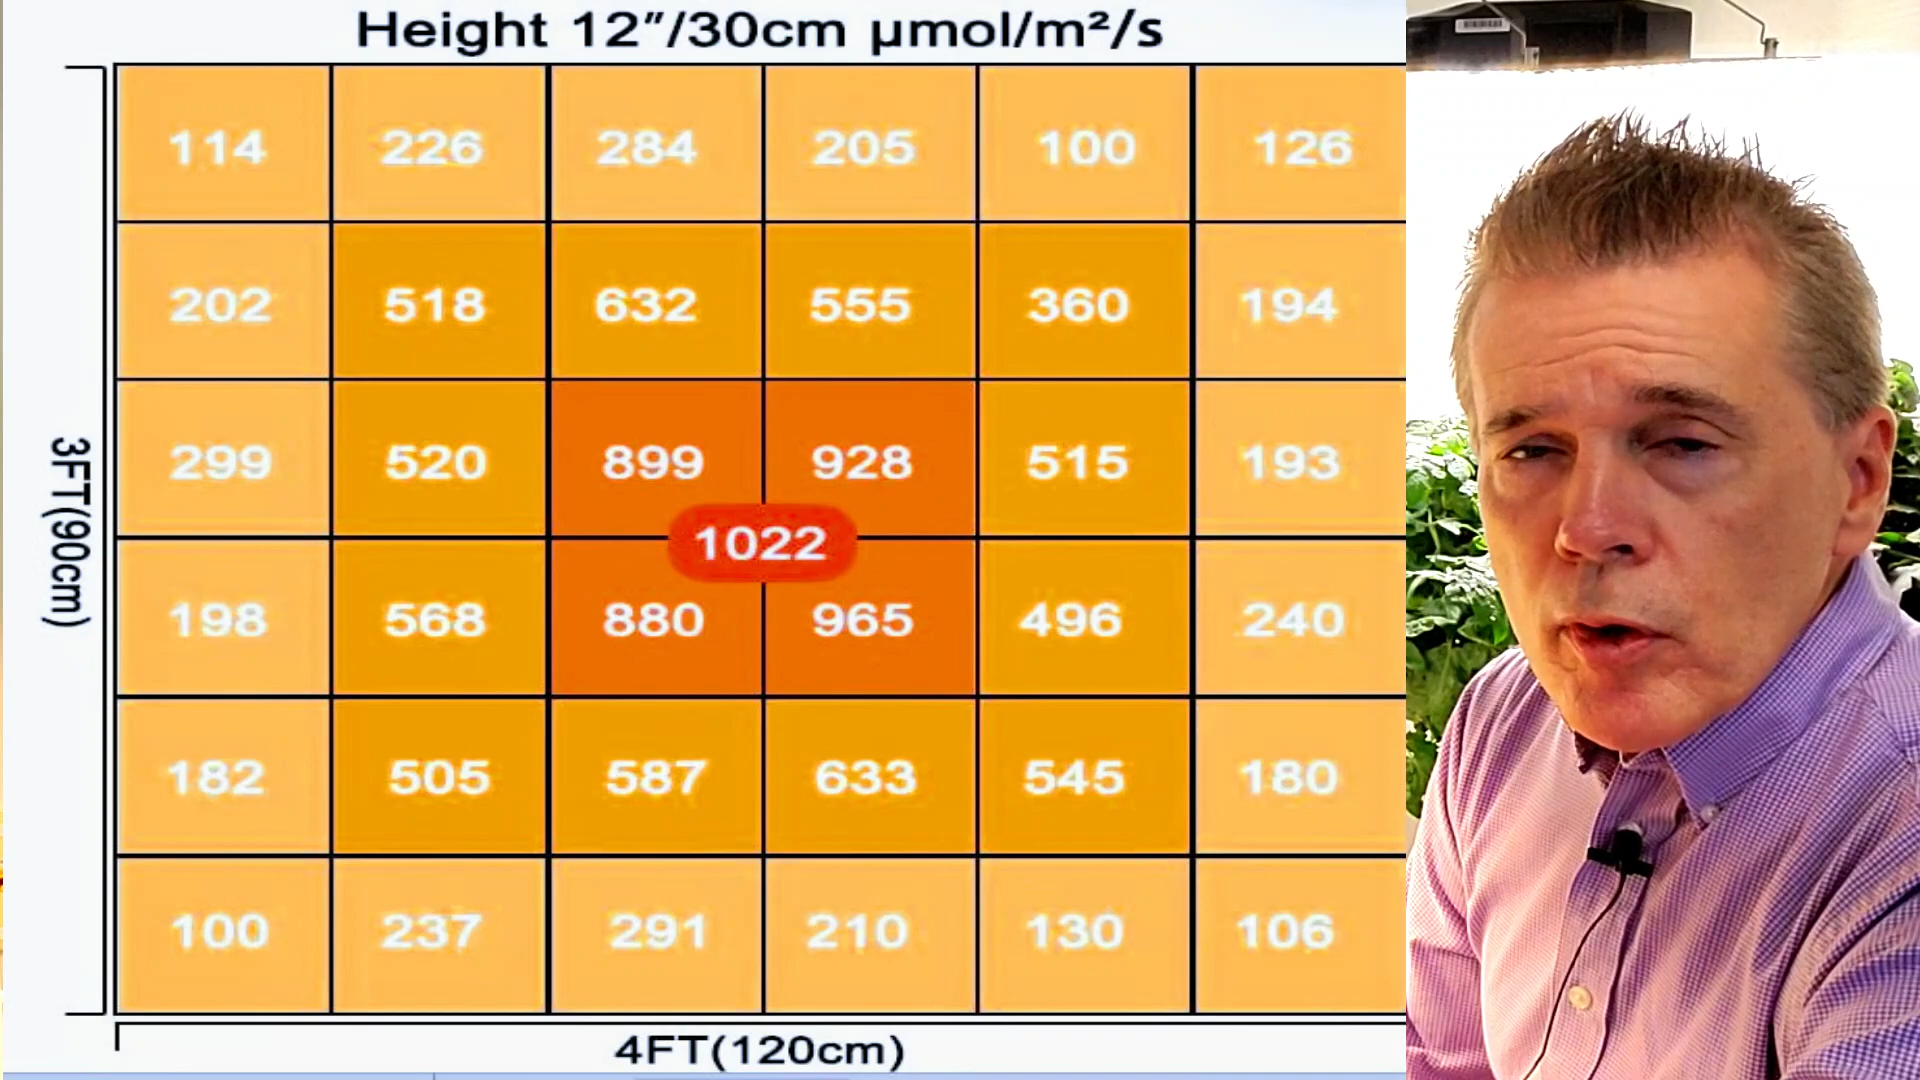 Height 12″/30cm µmol/m²/s
114 226 284 205 100 126
202 518 632 555 360 194
299 520 899 928 515 193
1022
198 568 880 965 496 240
182 505 587 633 545 180
100 237 291 210 130 106
3FT(90cm)
4FT(120cm)